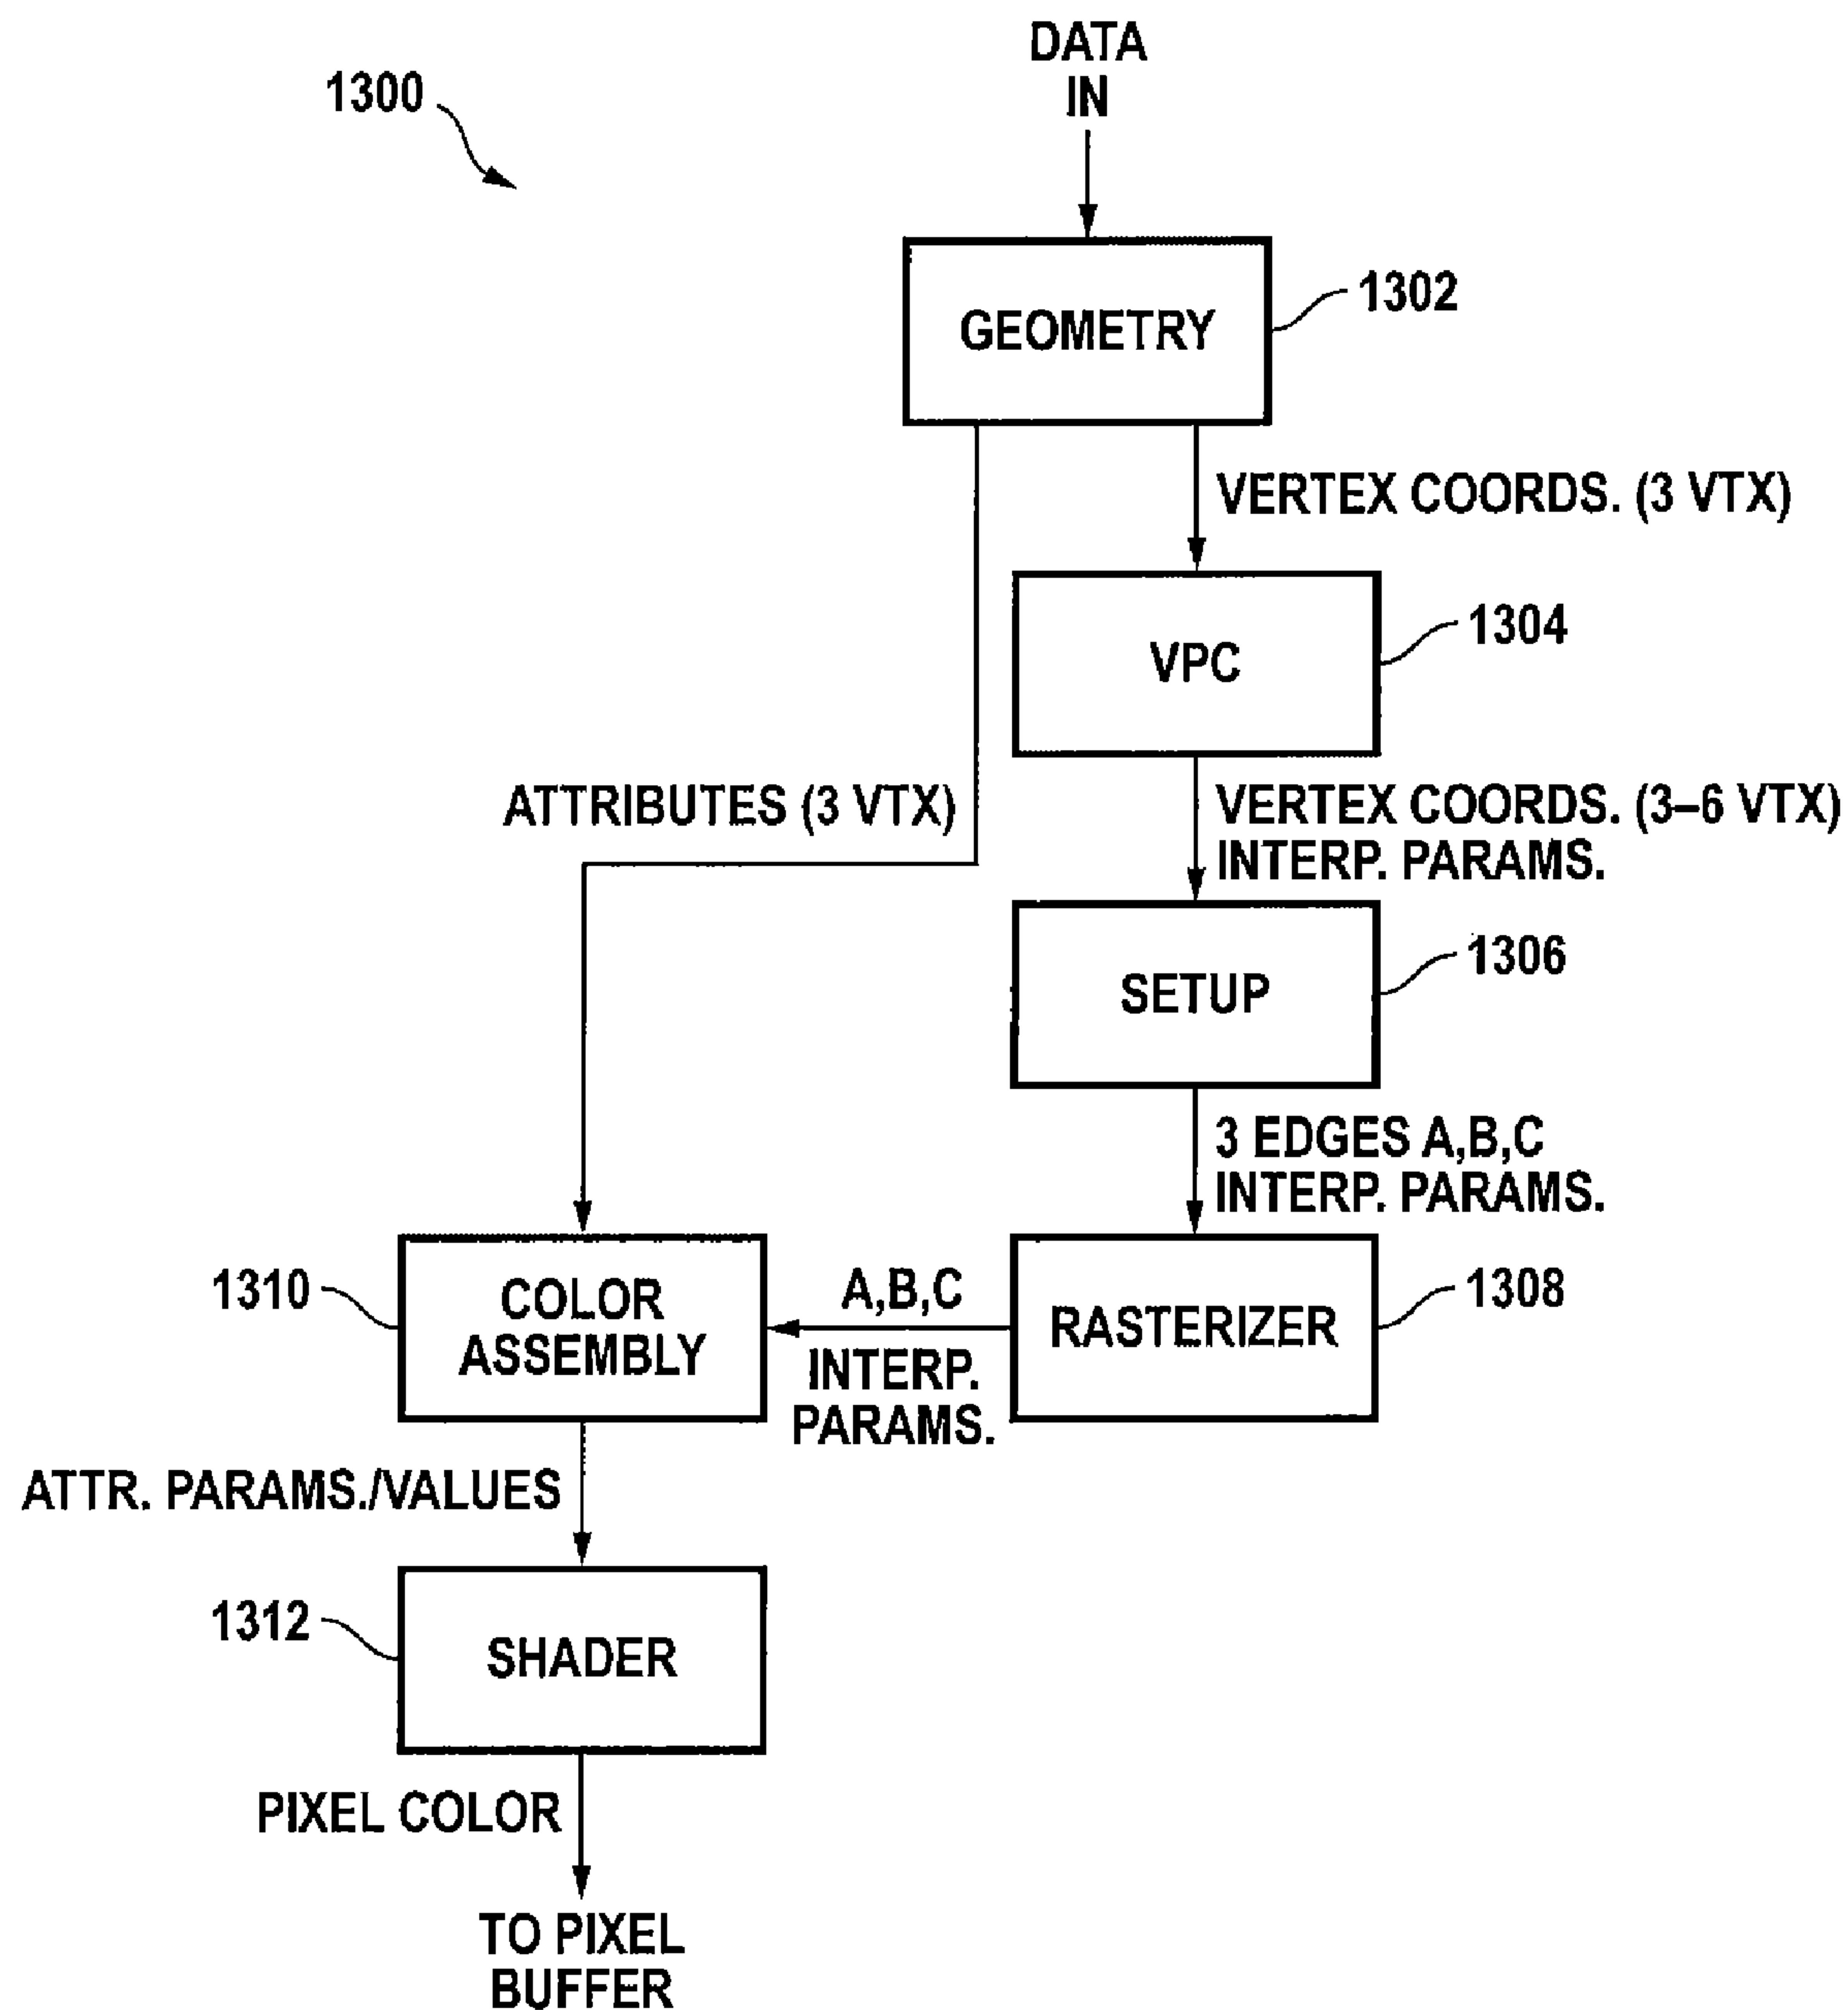 DATA
IN
1300
GEOMETRY
1302
VERTEX COORDS. (3 VTX)
VPC
1304
ATTRIBUTES (3 VTX)
VERTEX COORDS. (3–6 VTX)
INTERP. PARAMS.
SETUP
1306
3 EDGES A,B,C
INTERP. PARAMS.
1310
COLOR
ASSEMBLY
A,B,C
INTERP.
PARAMS.
RASTERIZER
1308
ATTR. PARAMS./VALUES
1312
SHADER
PIXEL COLOR
TO PIXEL
BUFFER